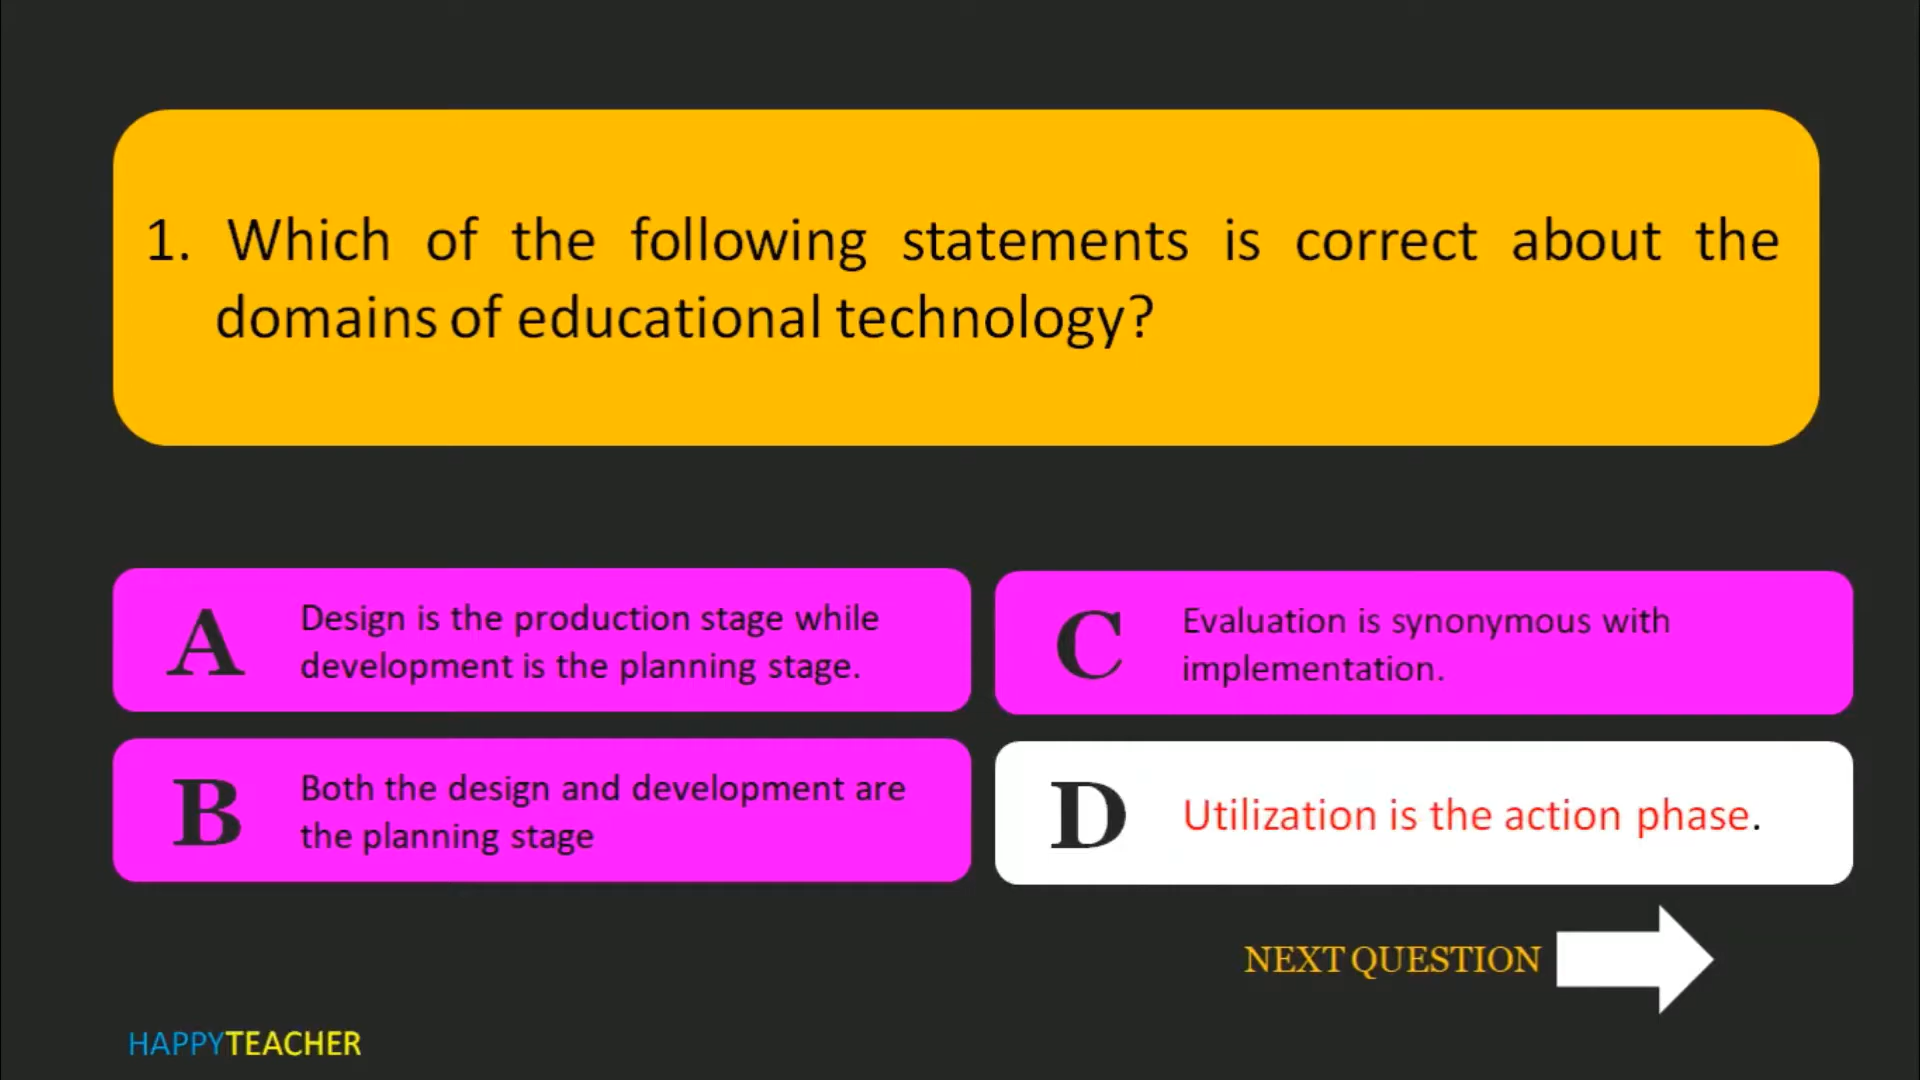 1. Which of the following statements is correct about the
domains of educational technology?
A
Design is the production stage while
development is the planning stage.
B
Both the design and development are
the planning stage
C
Evaluation is synonymous with
implementation.
D
Utilization is the action phase.
NEXT QUESTION
HAPPYTEACHER